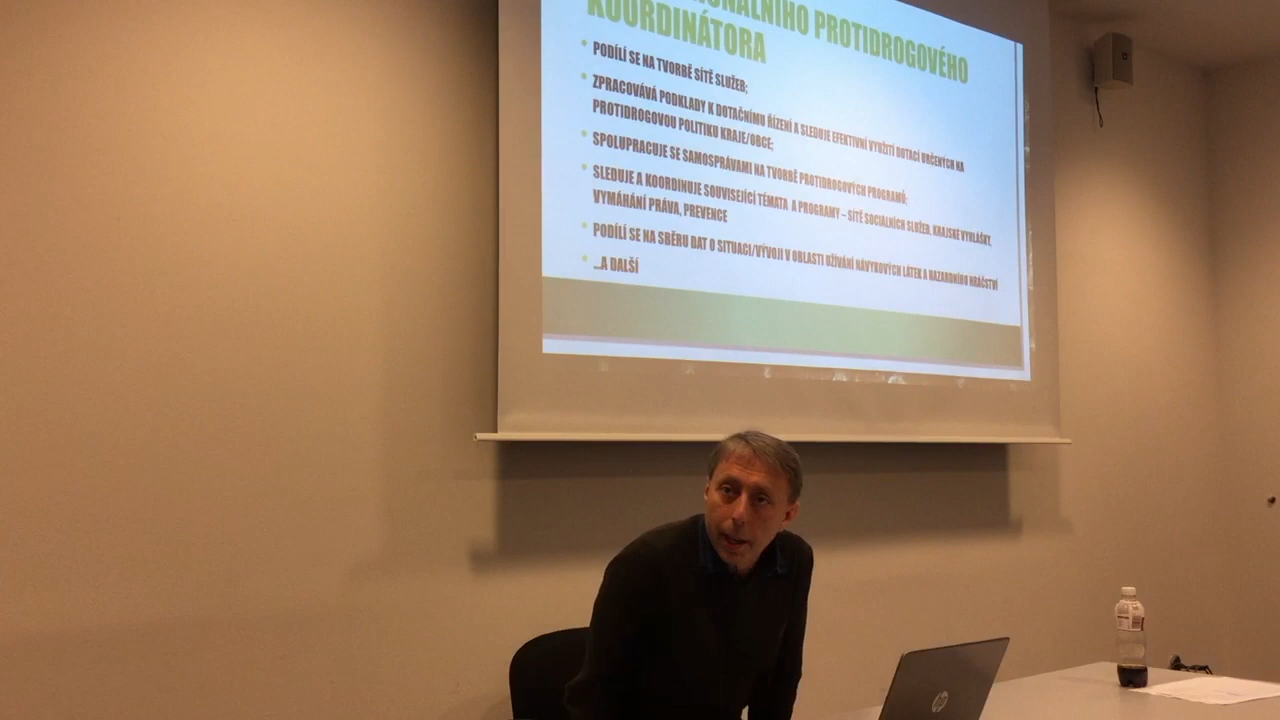 PROTIDROGOVÉHO
KOORDINÁTORA
PODÍLÍ SE NA TVORBĚ SÍTĚ SLUŽEB;
ZPRACOVÁVÁ PODKLADY K DOTAČNÍMU ŘÍZENÍ A SLEDUJE EFEKTIVNÍ VYUŽITÍ DOTACÍ URČENÝCH NA
PROTIDROGOVOU POLITIKU KRAJE/OBCE;
SPOLUPRACUJE SE SAMOSPRÁVAMI NA TVORBĚ PROTIDROGOVÝCH PROGRAMŮ;
SLEDUJE A KOORDINUJE SOUVISEJÍCÍ TÉMATA A PROGRAMY – SÍTĚ SOCIÁLNÍCH SLUŽEB, KRAJSKÉ VYHLÁŠKY,
VYMÁHÁNÍ PRÁVA, PREVENCE
PODÍLÍ SE NA SBĚRU DAT O SITUACI/VÝVOJI V OBLASTI UŽÍVÁNÍ NÁVYKOVÝCH LÁTEK A HAZARDNÍHO HRÁČSTVÍ
...A DALŠÍ
hp